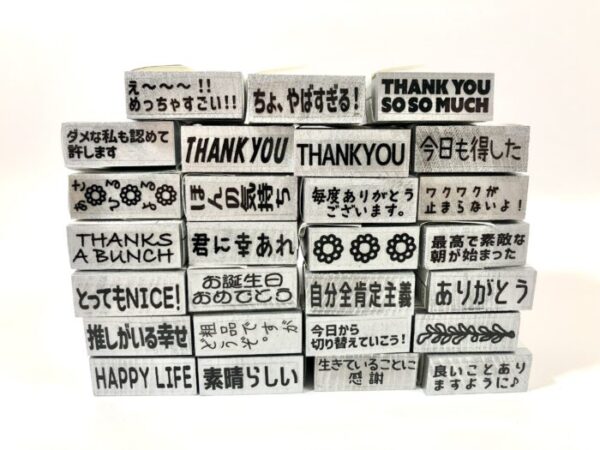 え〜〜〜!!
めっちゃすごい!!
ちょ、やばすぎる!
THANK YOU
SO SO MUCH
ダメな私も認めて
許します
THANK YOU
THANKYOU
今日も得した
ほんの気持ち
毎度ありがとう
ございます。
ワクワクが
止まらないよ!
THANKS
A BUNCH
君に幸あれ
最高で素敵な
朝が始まった
とってもNICE!
お誕生日
おめでとう
自分全肯定主義
ありがとう
推しがいる幸せ
粗品ですが
どうぞ。
今日から
切り替えていこう!
HAPPY LIFE
素晴らしい
生きていることに
感謝
良いことあり
ますように♪